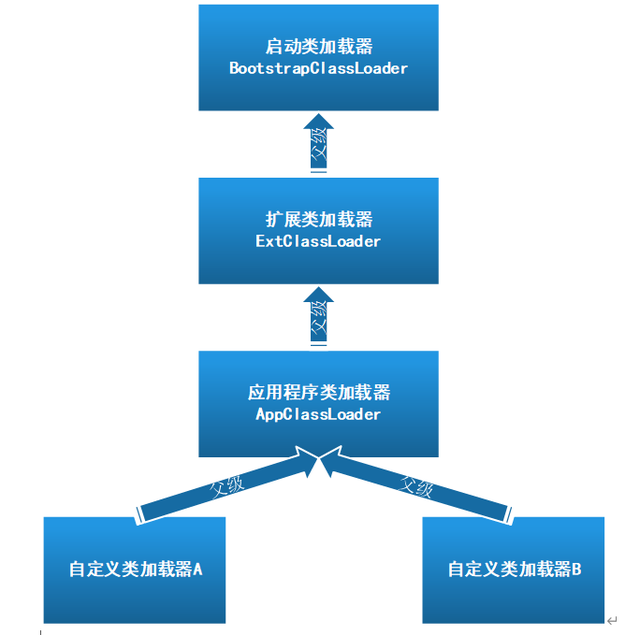 启动类加载器
BootstrapClassLoader
父级
扩展类加载器
ExtClassLoader
父级
应用程序类加载器
AppClassLoader
父级
父级
自定义类加载器A
自定义类加载器B